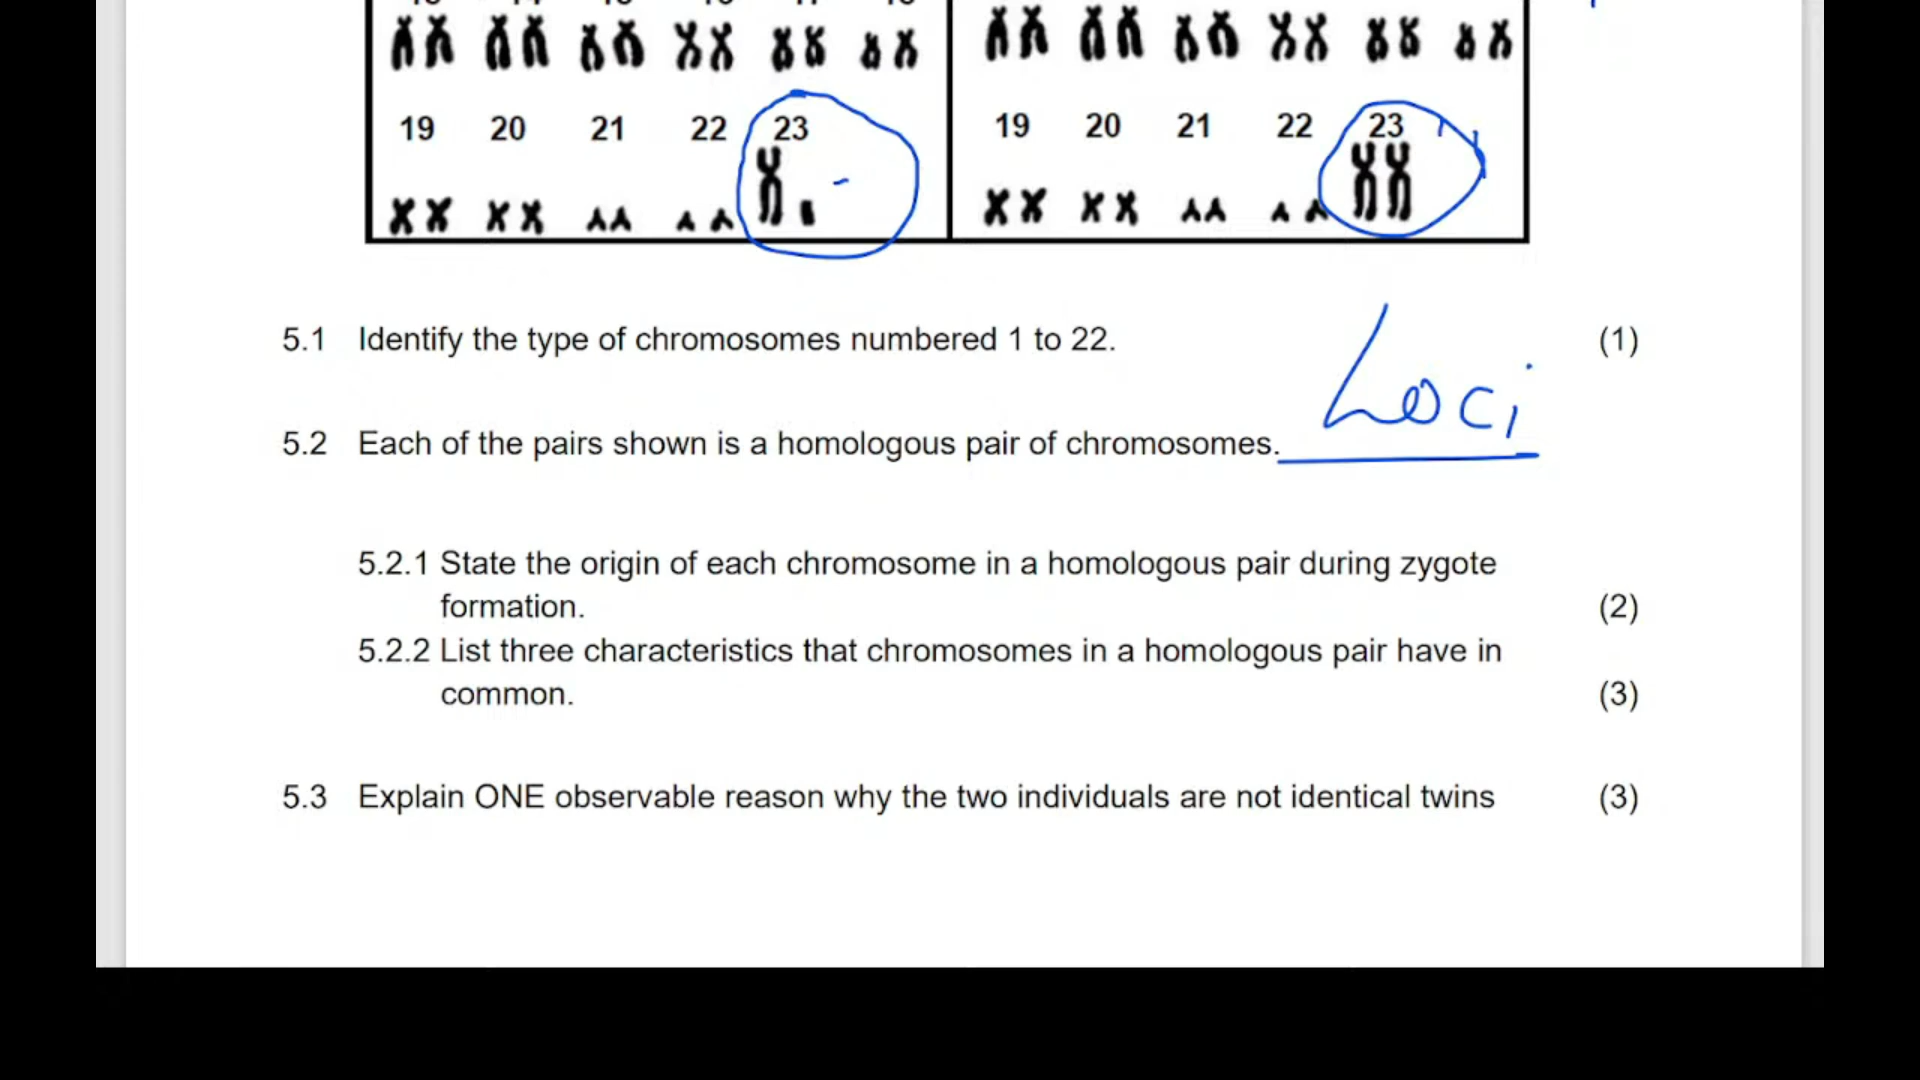 19 20 21 22 23 19 20 21 22 23
5.1 Identify the type of chromosomes numbered 1 to 22. (1)
Loci
5.2 Each of the pairs shown is a homologous pair of chromosomes.
5.2.1 State the origin of each chromosome in a homologous pair during zygote
formation. (2)
5.2.2 List three characteristics that chromosomes in a homologous pair have in
common. (3)
5.3 Explain ONE observable reason why the two individuals are not identical twins (3)